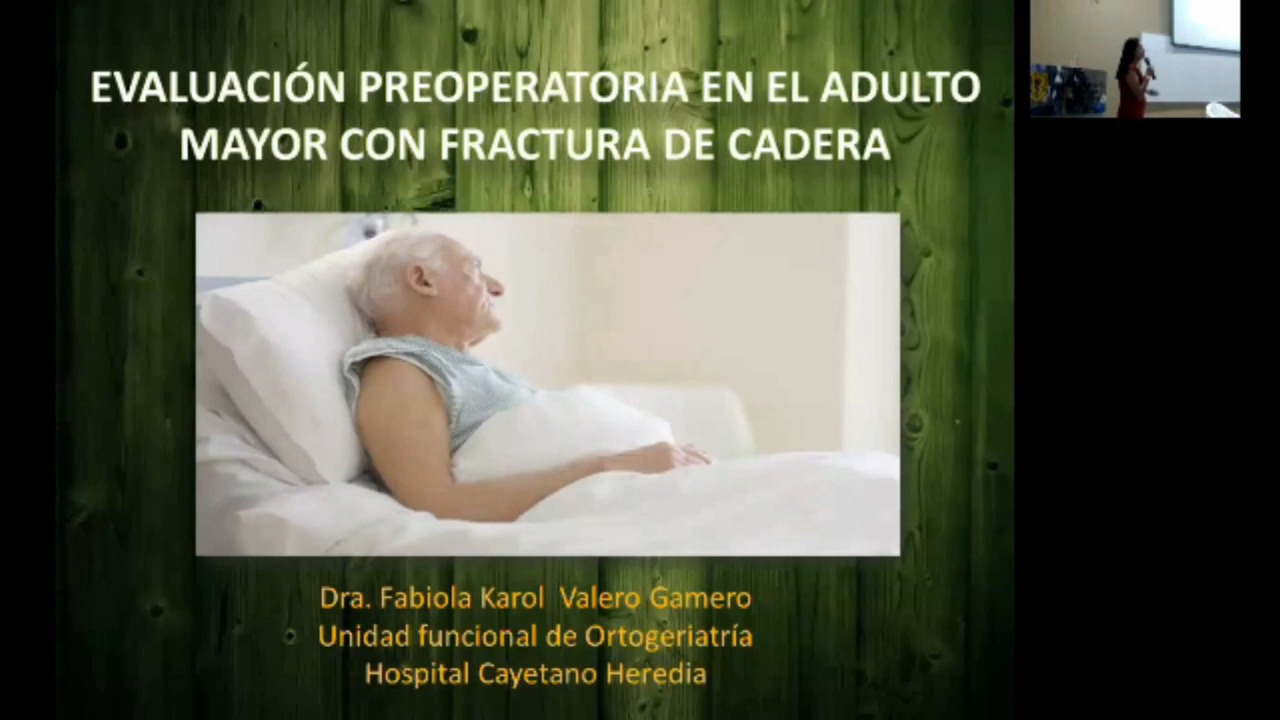 EVALUACIÓN PREOPERATORIA EN EL ADULTO
MAYOR CON FRACTURA DE CADERA
Dra. Fabiola Karol Valero Gamero
Unidad funcional de Ortogeriatría
Hospital Cayetano Heredia